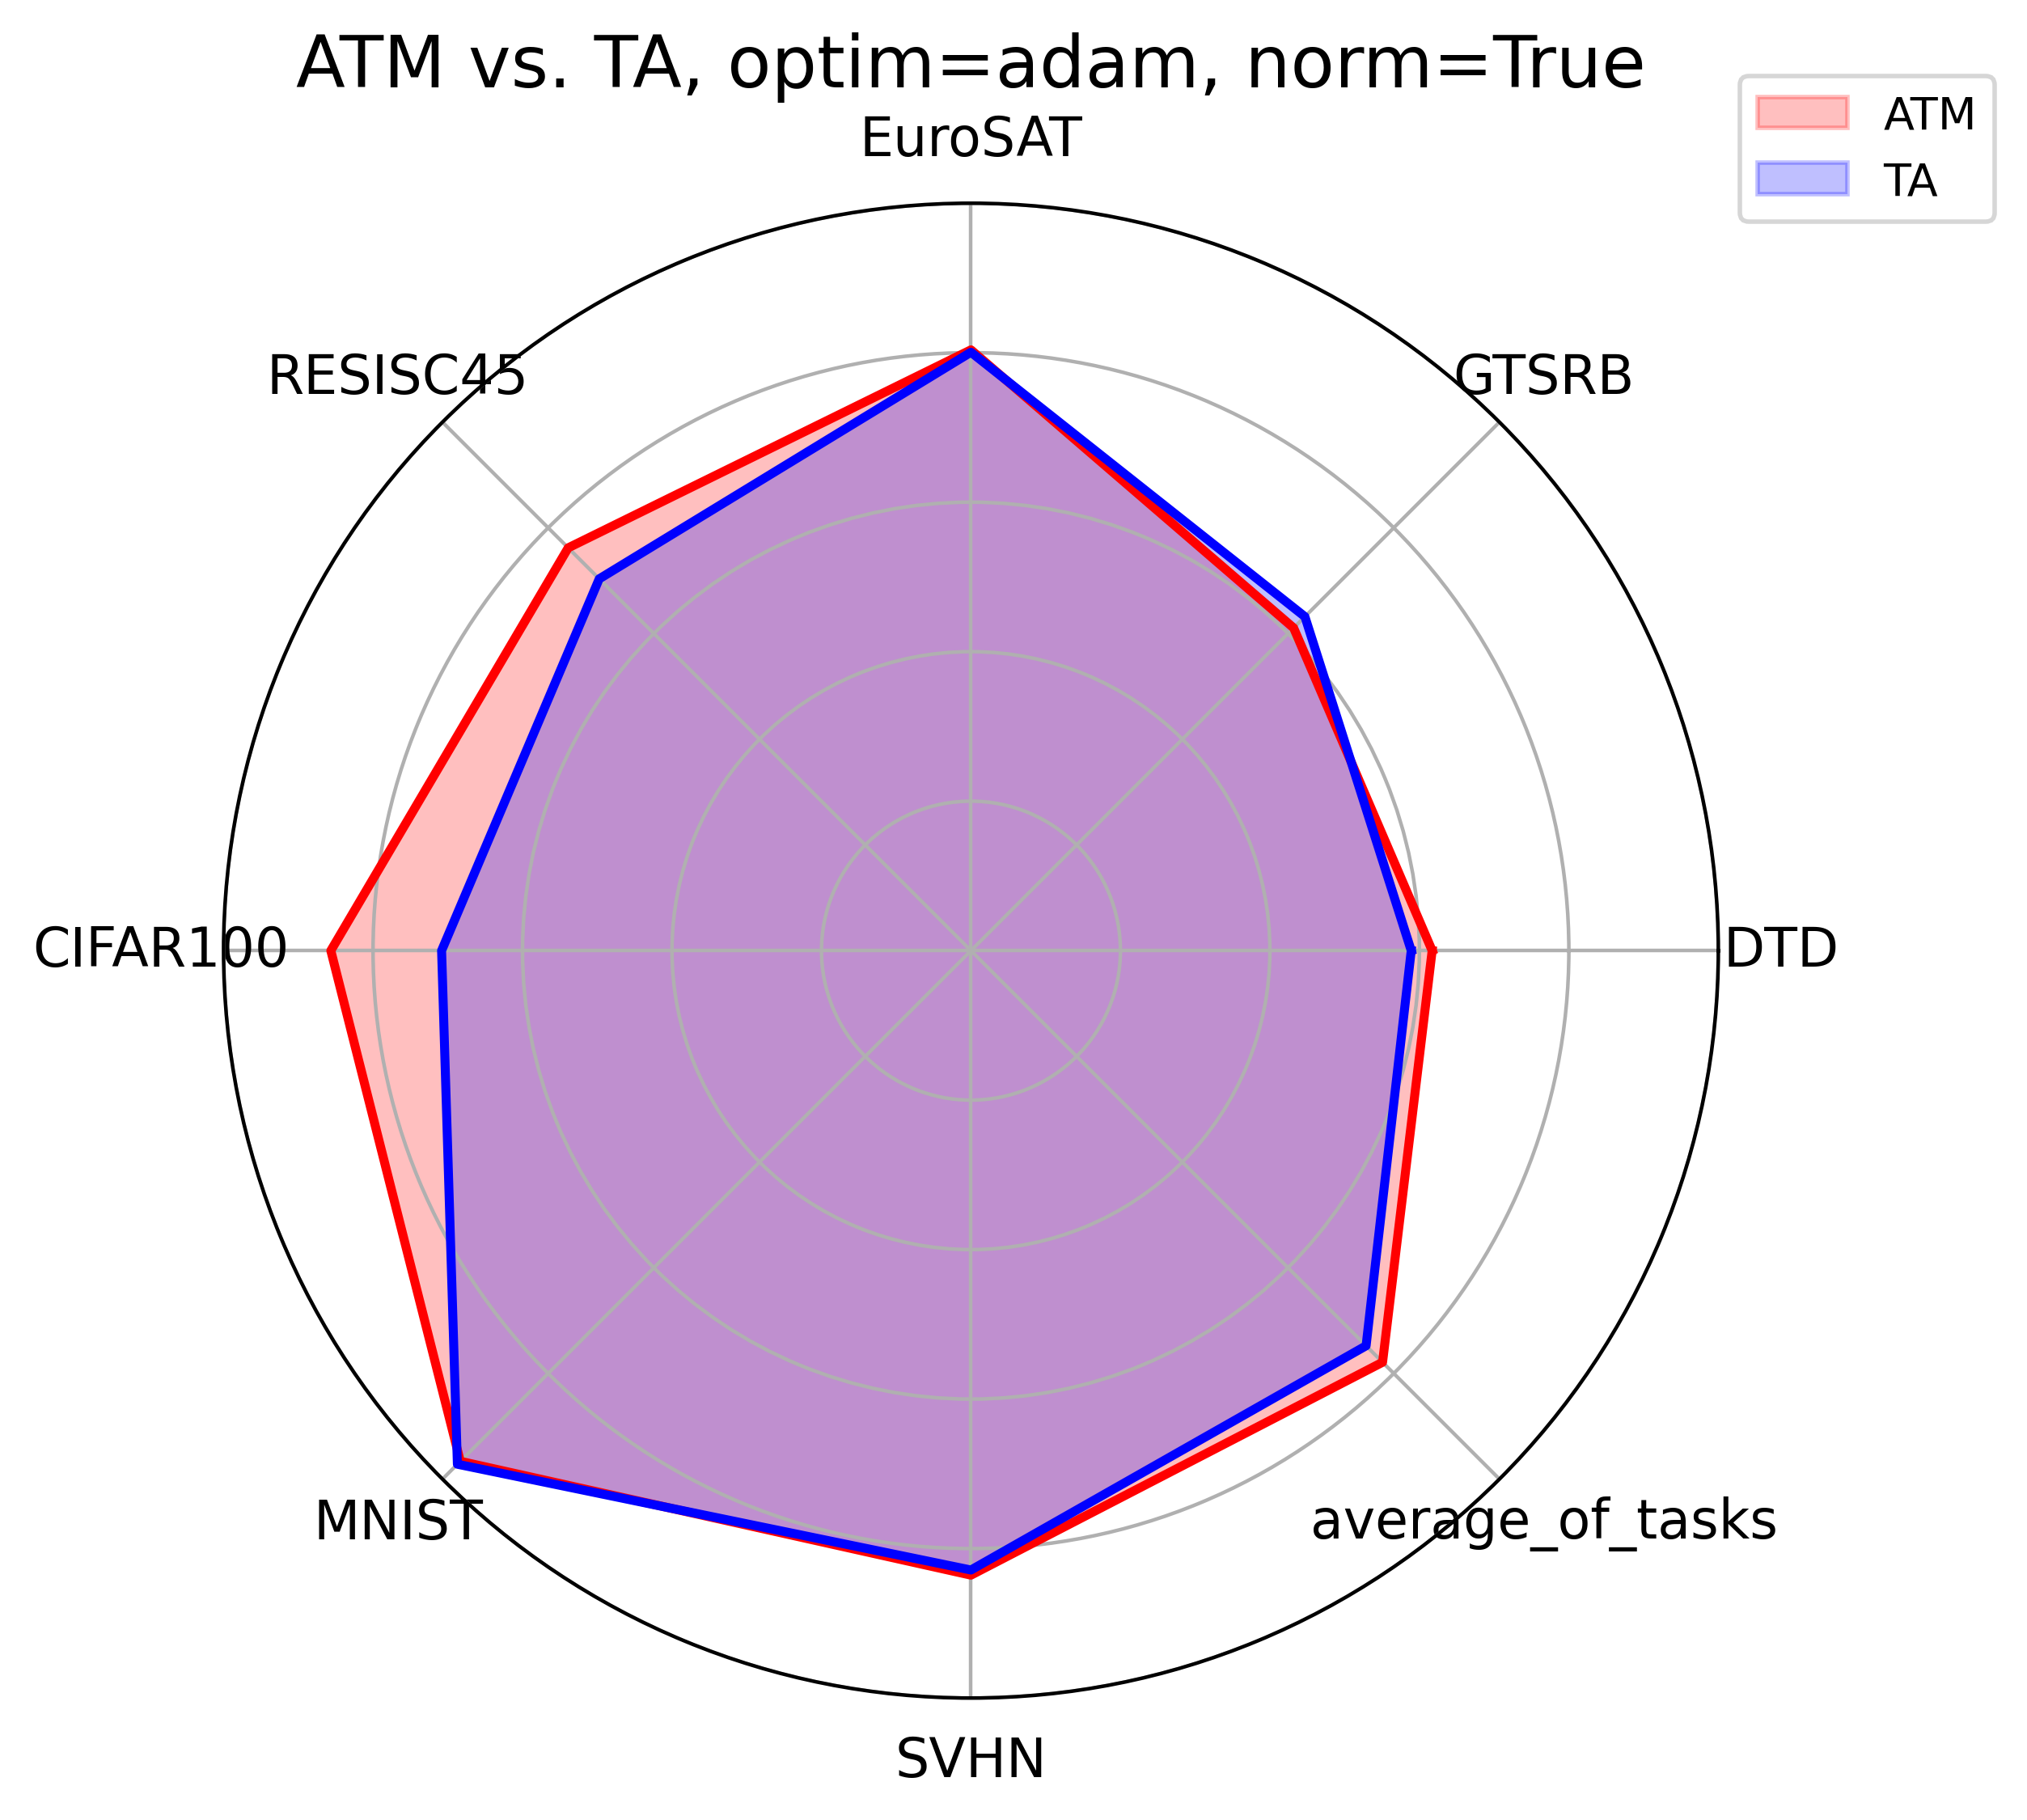 ATM vs. TA, optim=adam, norm=True
ATM
TA
EuroSAT
RESISC45
GTSRB
CIFAR100
DTD
MNIST
average_of_tasks
SVHN